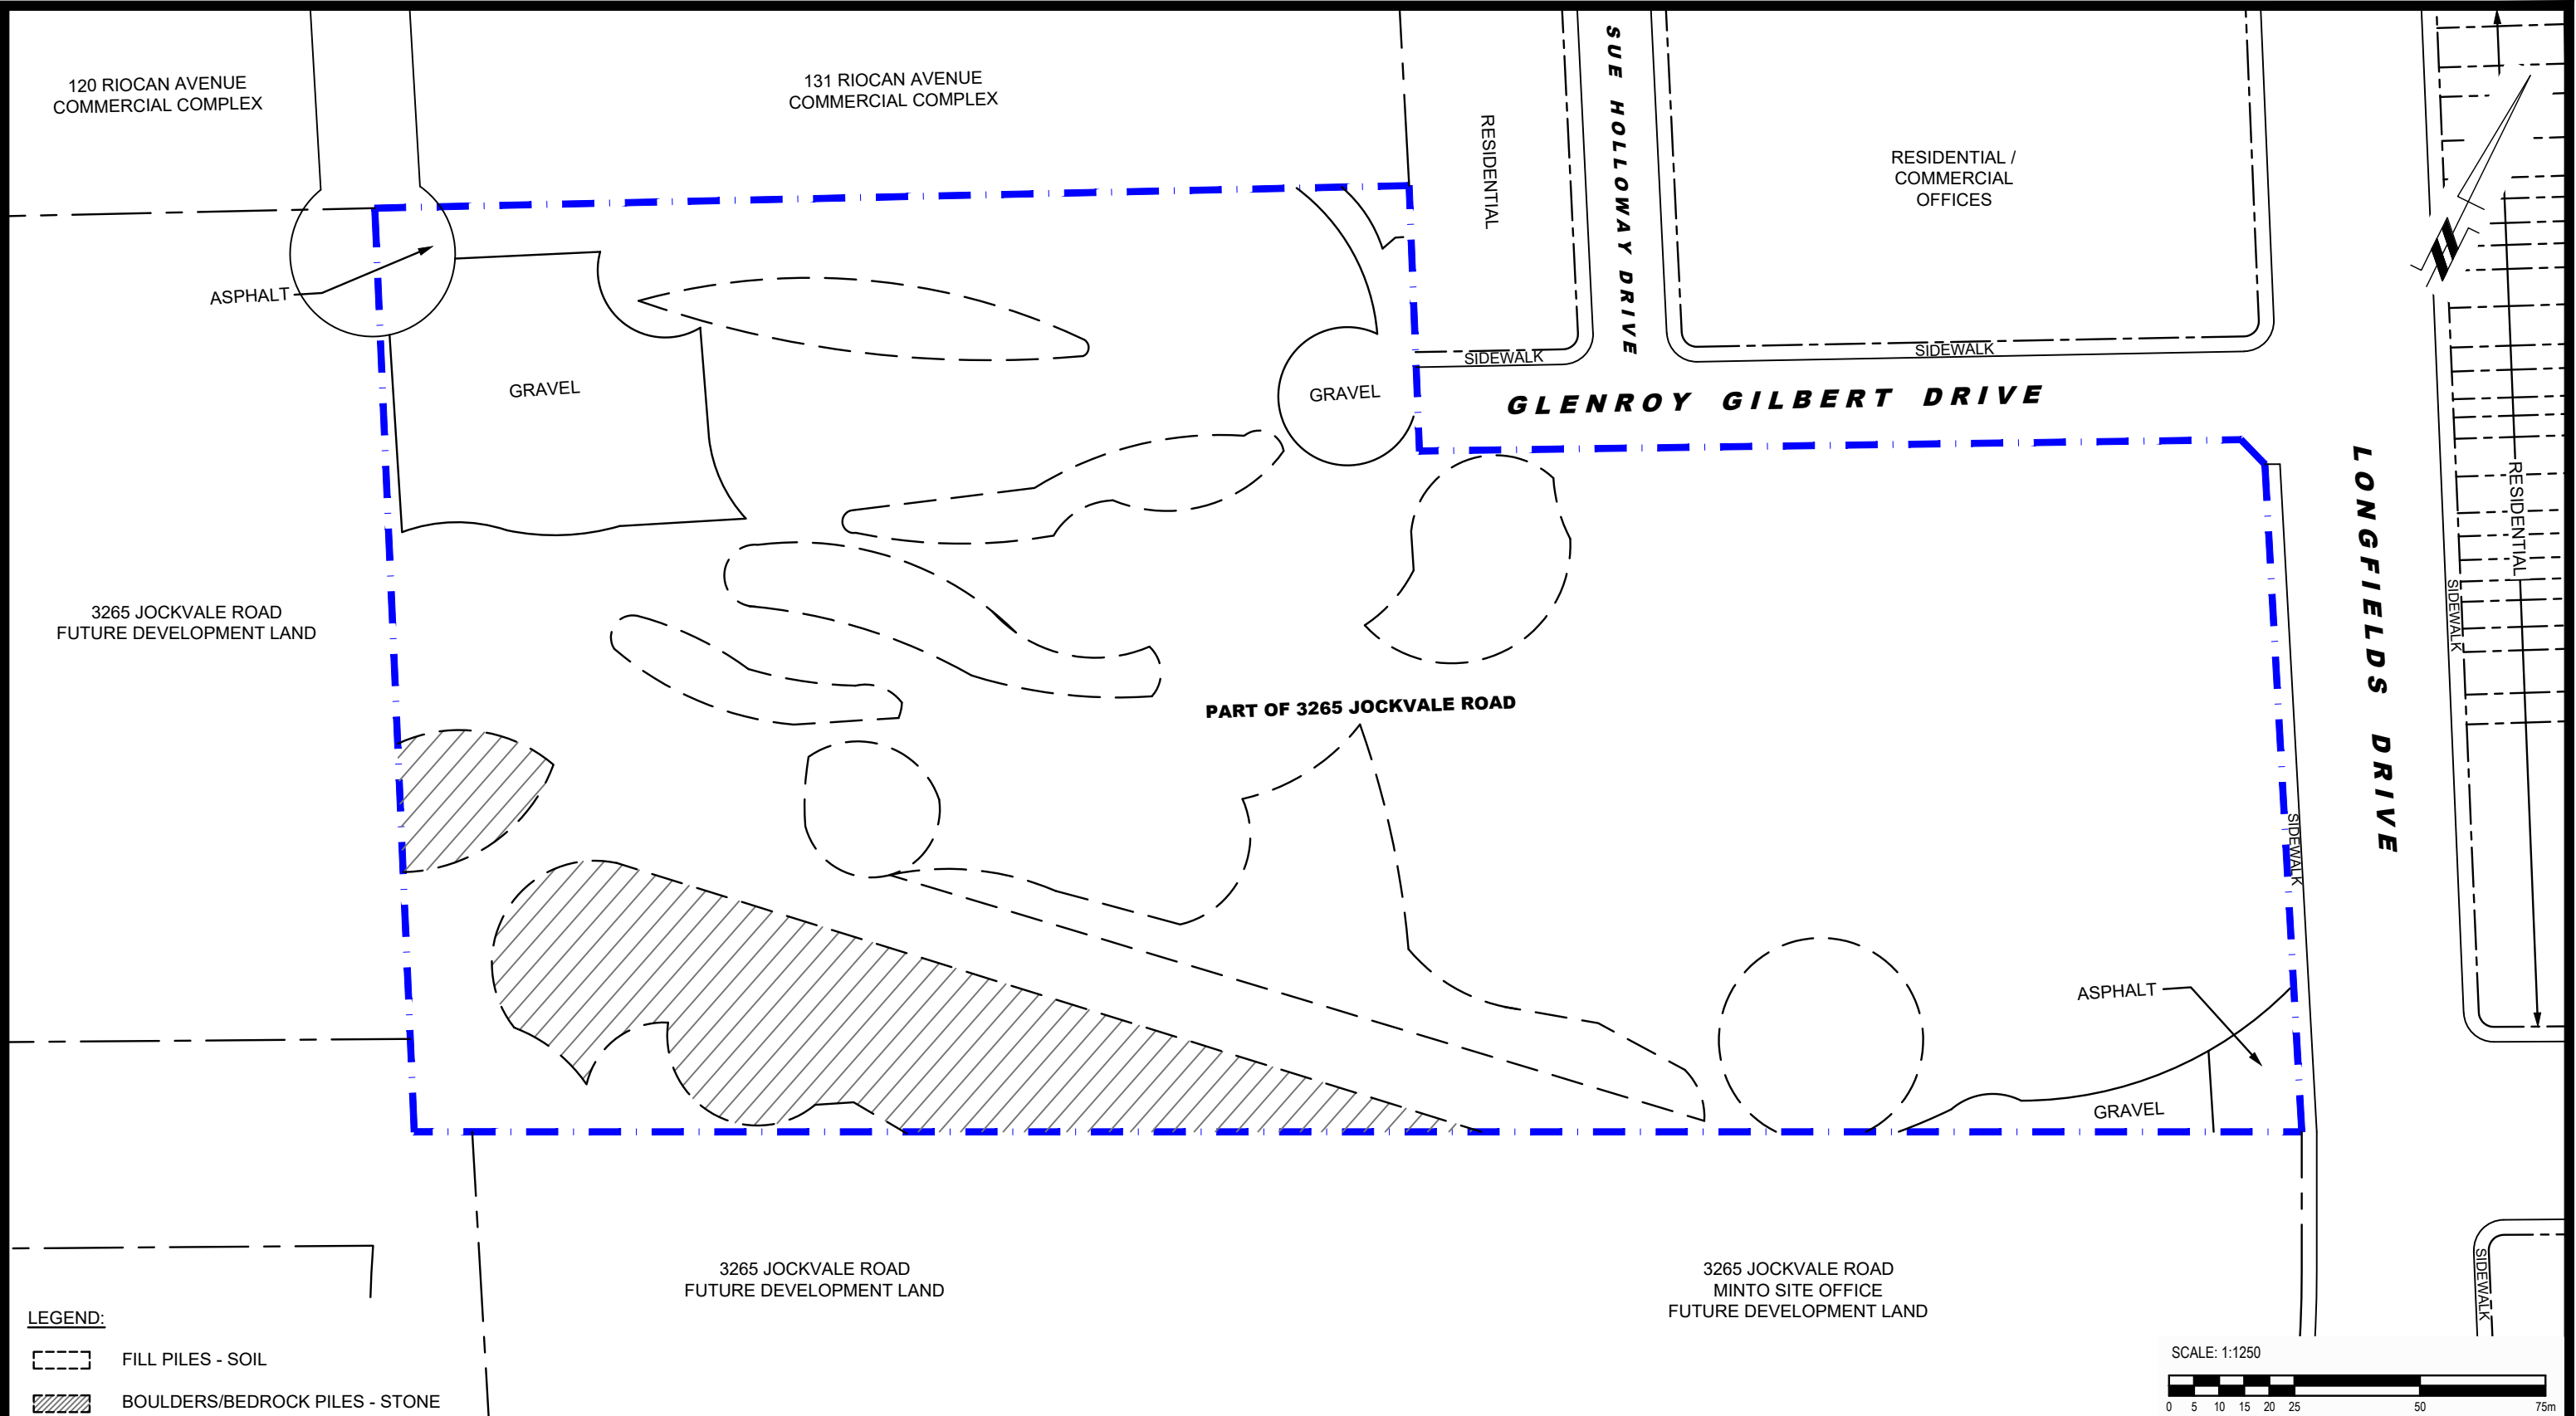 120 RIOCAN AVENUE
COMMERCIAL COMPLEX
131 RIOCAN AVENUE
COMMERCIAL COMPLEX
RESIDENTIAL
SUE HOLLOWAY DRIVE
RESIDENTIAL /
COMMERCIAL
OFFICES
ASPHALT
GRAVEL
GRAVEL
SIDEWALK
SIDEWALK
GLENROY GILBERT DRIVE
LONGFIELDS DRIVE
RESIDENTIAL
SIDEWALK
3265 JOCKVALE ROAD
FUTURE DEVELOPMENT LAND
PART OF 3265 JOCKVALE ROAD
SIDEWALK
ASPHALT
GRAVEL
3265 JOCKVALE ROAD
FUTURE DEVELOPMENT LAND
3265 JOCKVALE ROAD
MINTO SITE OFFICE
FUTURE DEVELOPMENT LAND
SIDEWALK
LEGEND:
FILL PILES - SOIL
BOULDERS/BEDROCK PILES - STONE
SCALE: 1:1250
0 5 10 15 20 25 50 75m